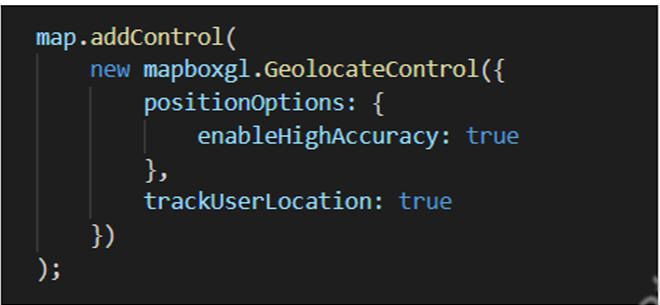 map.addControl(
    new mapboxgl.GeolocateControl({
        positionOptions: {
            enableHighAccuracy: true
        },
        trackUserLocation: true
    })
);